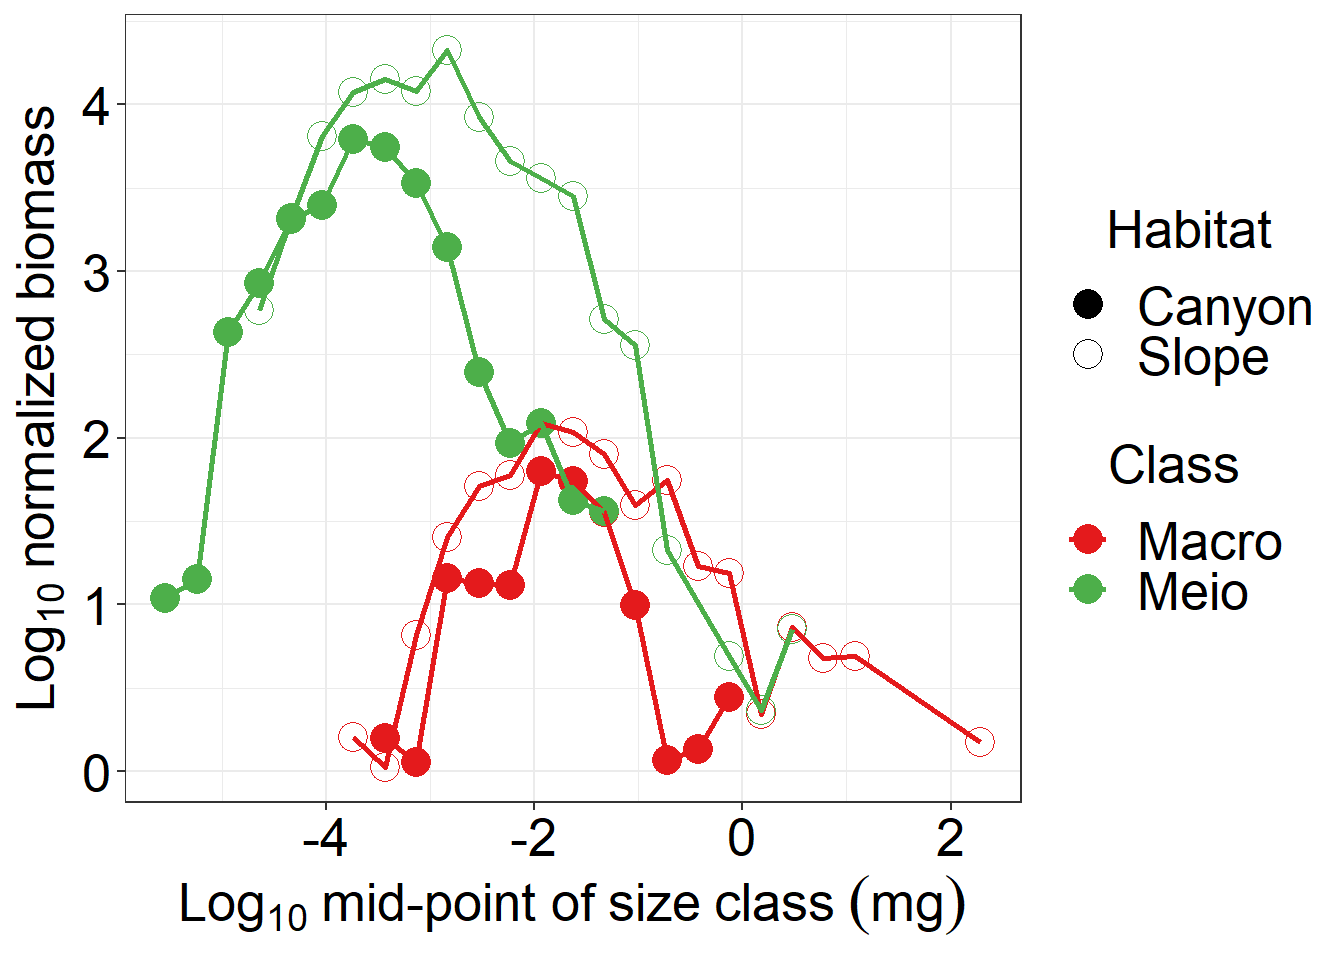 Log10 normalized biomass
4
3
2
1
0
-4 -2 0 2
Log10 mid-point of size class (mg)
Habitat
Canyon
Slope
Class
Macro
Meio